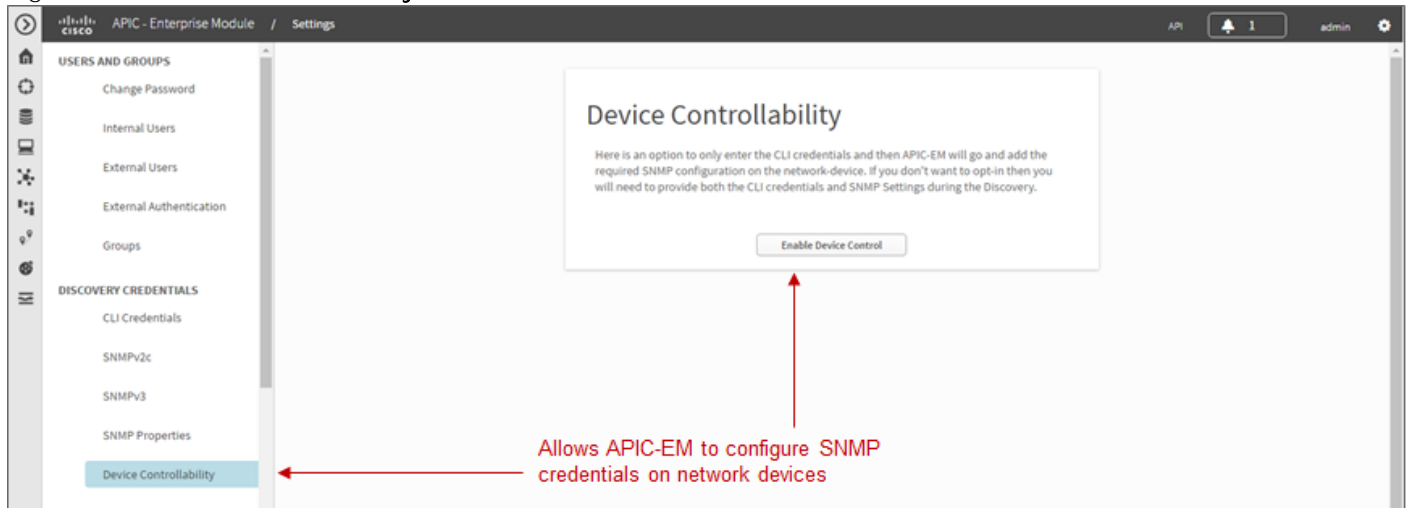 cisco APIC - Enterprise Module / Settings API 1 admin
USERS AND GROUPS
Change Password
Internal Users
External Users
External Authentication
Groups
DISCOVERY CREDENTIALS
CLI Credentials
SNMPv2c
SNMPv3
SNMP Properties
Device Controllability
Device Controllability
Here is an option to only enter the CLI credentials and then APIC-EM will go and add the
required SNMP configuration on the network-device. If you don't want to opt-in then you
will need to provide both the CLI credentials and SNMP Settings during the Discovery.
Enable Device Control
Allows APIC-EM to configure SNMP
credentials on network devices